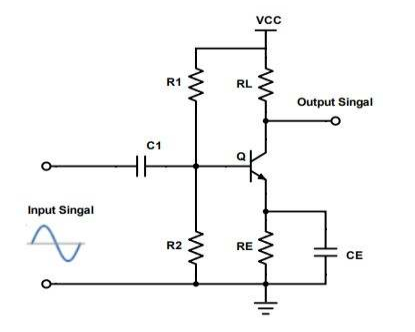 VCC
R1
RL
Output Singal
C1
Q
Input Singal
R2
RE
CE